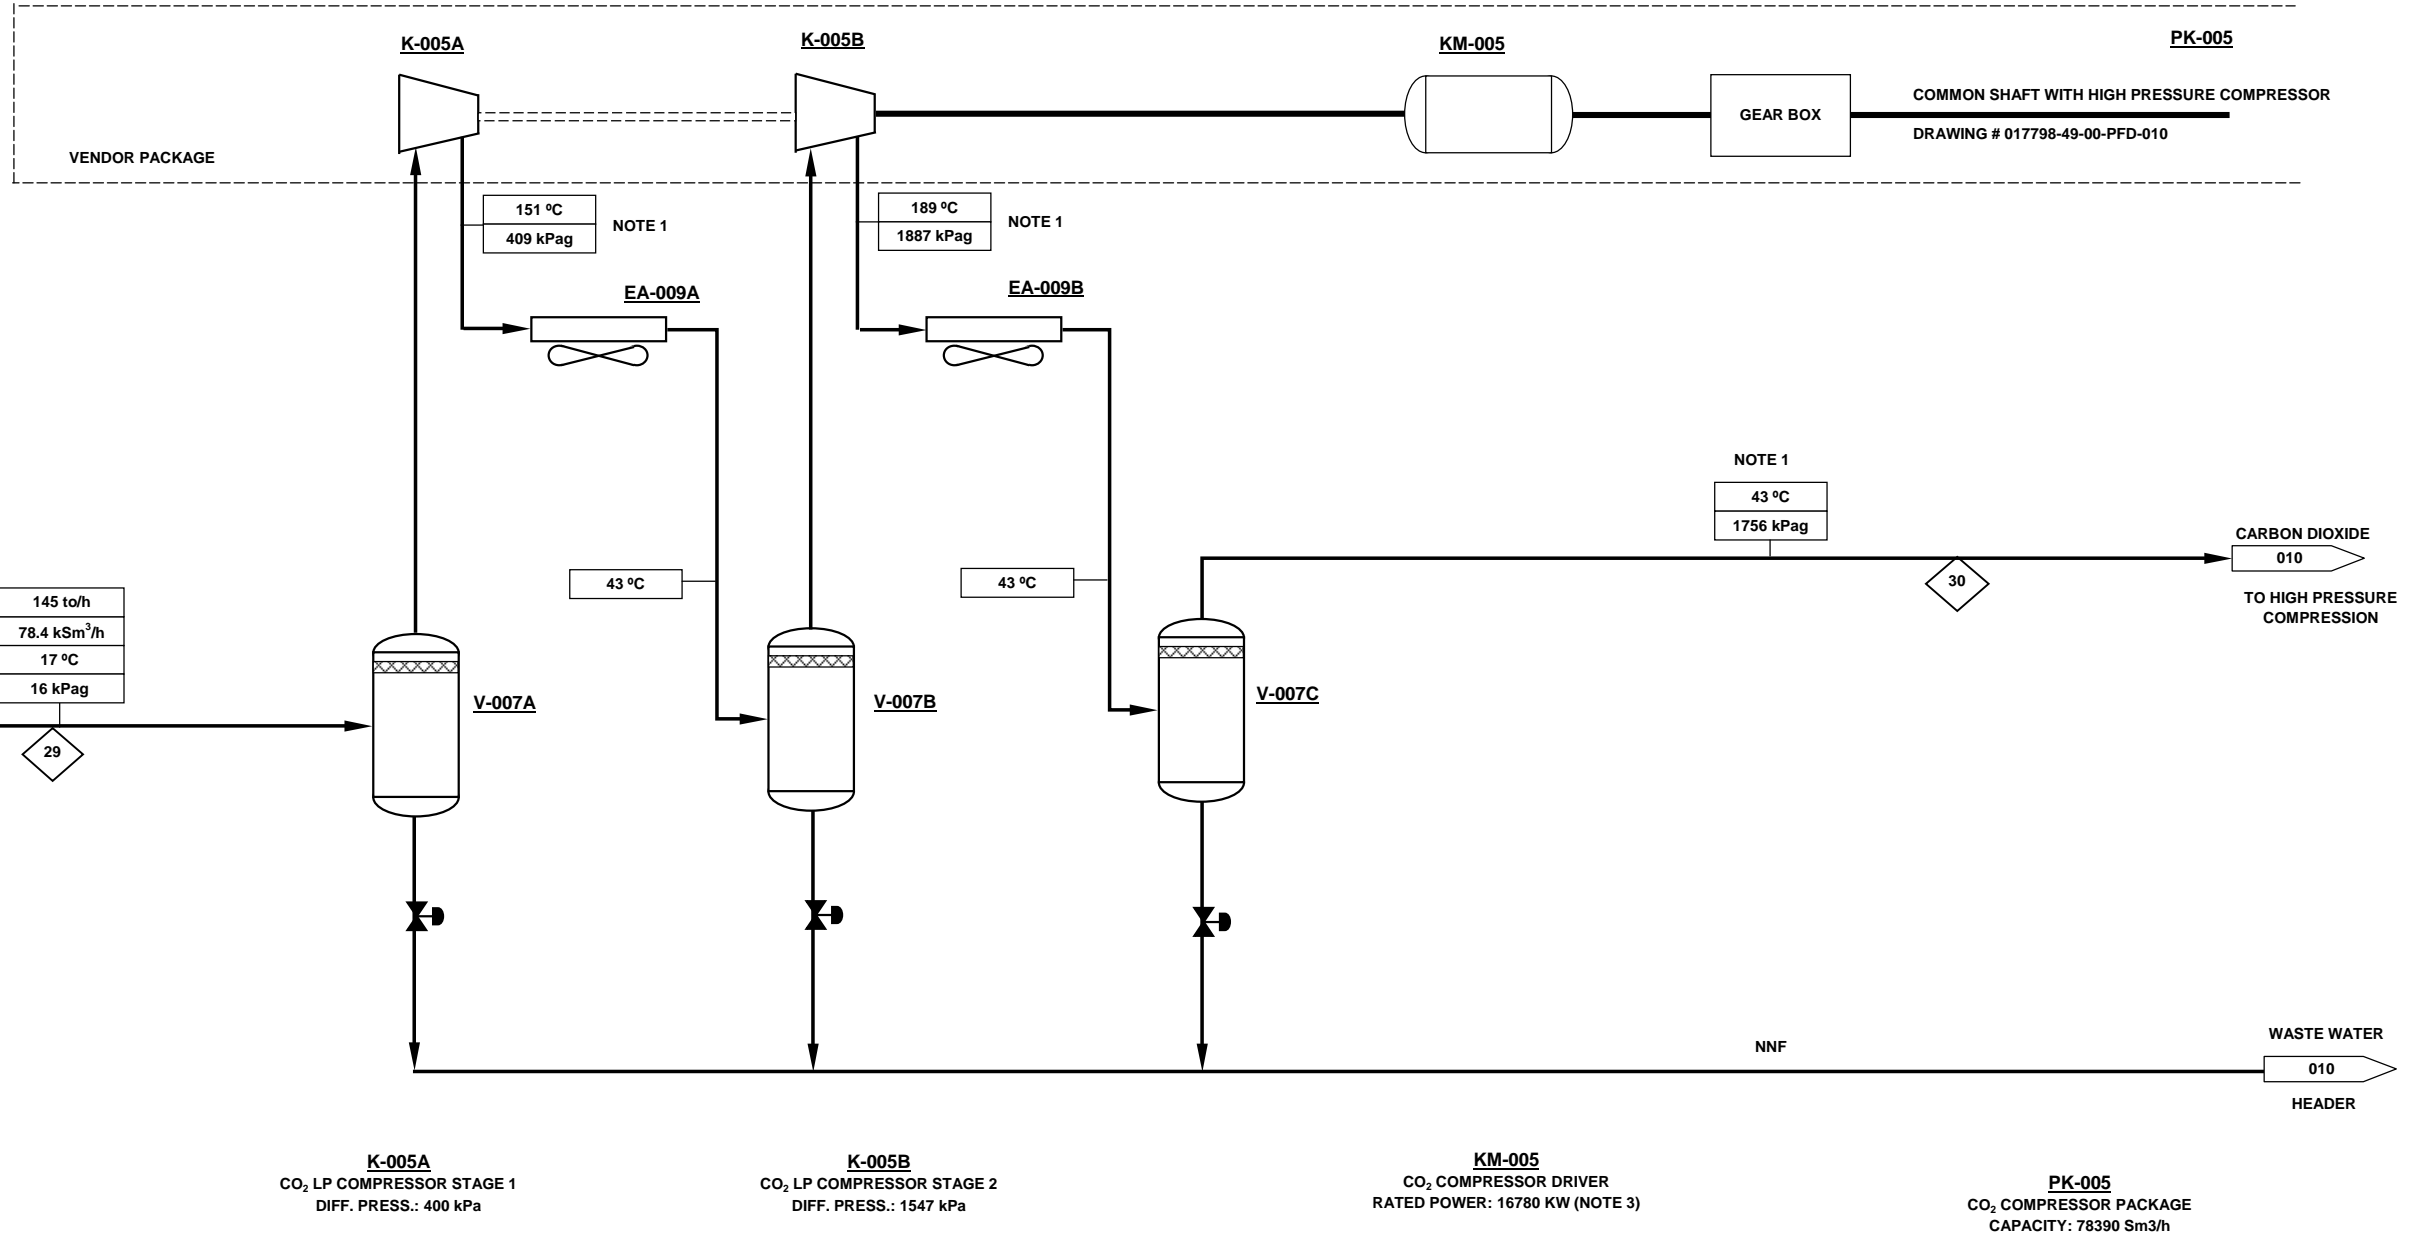 K-005A
K-005B
KM-005
PK-005
COMMON SHAFT WITH HIGH PRESSURE COMPRESSOR
GEAR BOX
DRAWING # 017798-49-00-PFD-010
VENDOR PACKAGE
151 ºC
409 kPag
NOTE 1
189 ºC
1887 kPag
NOTE 1
EA-009A
EA-009B
NOTE 1
43 ºC
1756 kPag
CARBON DIOXIDE
010
TO HIGH PRESSURE
COMPRESSION
30
43 ºC
43 ºC
145 to/h
78.4 kSm³/h
17 ºC
16 kPag
29
V-007A
V-007B
V-007C
NNF
WASTE WATER
010
HEADER
K-005A
CO₂ LP COMPRESSOR STAGE 1
DIFF. PRESS.: 400 kPa
K-005B
CO₂ LP COMPRESSOR STAGE 2
DIFF. PRESS.: 1547 kPa
KM-005
CO₂ COMPRESSOR DRIVER
RATED POWER: 16780 KW (NOTE 3)
PK-005
CO₂ COMPRESSOR PACKAGE
CAPACITY: 78390 Sm3/h